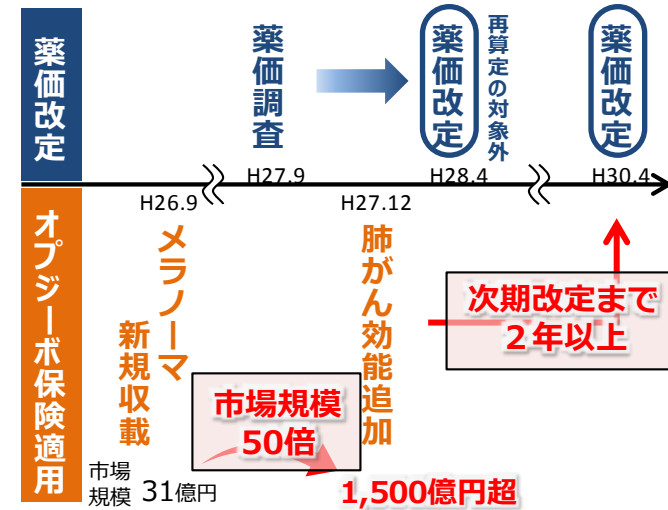 薬価改定
薬価調査
薬価改定
再算定の対象外
薬価改定
H27.9
H28.4
H30.4
H26.9
H27.12
オプジーボ保険適用
メラノーマ
新規収載
肺がん効能追加
次期改定まで
２年以上
市場規模
50倍
市場
規模 31億円
1,500億円超